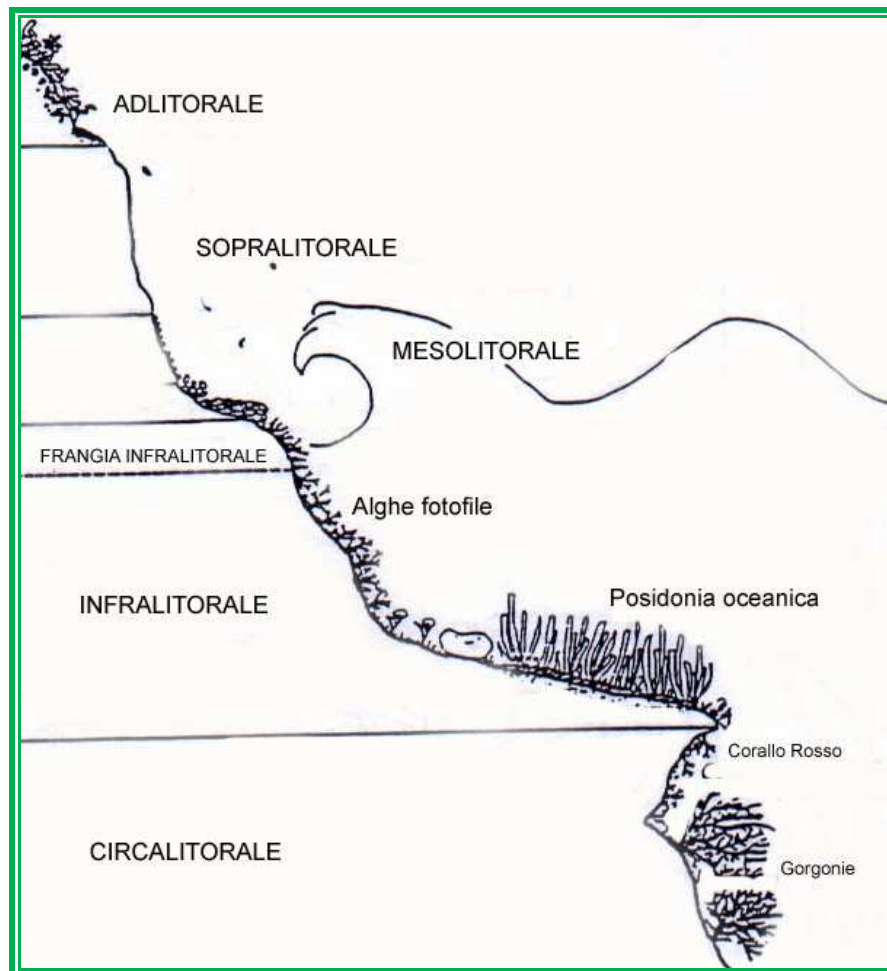 ADLITORALE
SOPRALITORALE
MESOLITORALE
FRANGIA INFRALITORALE
Alghe fotofile
INFRALITORALE
Posidonia oceanica
Corallo Rosso
CIRCALITORALE
Gorgonie